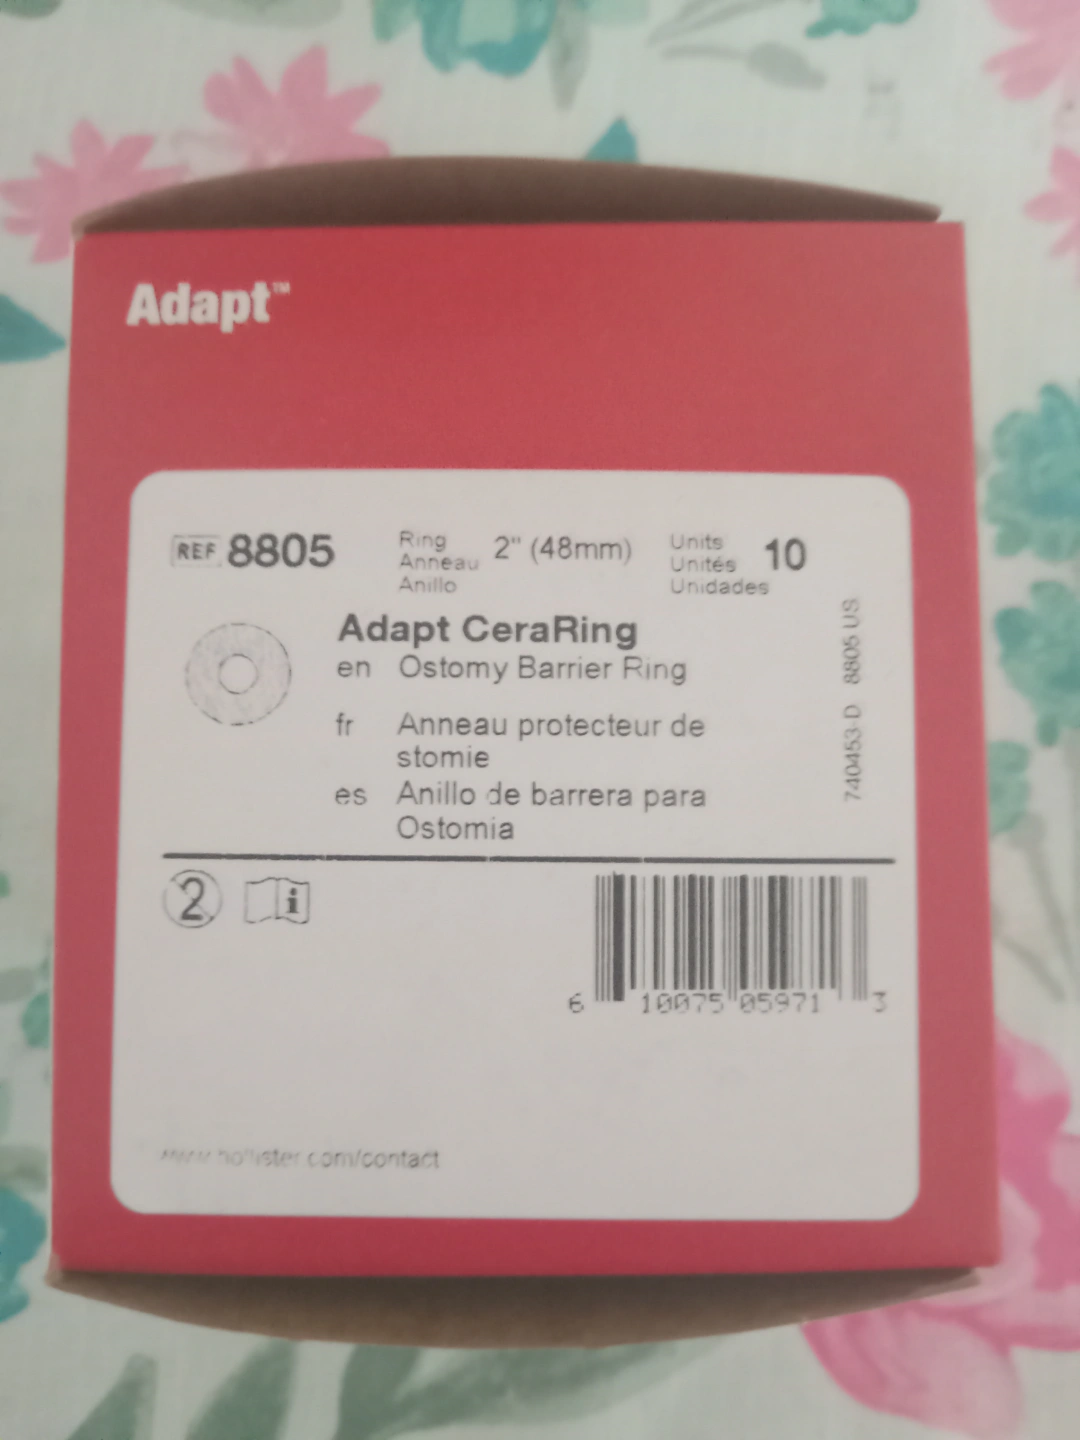 Adapt™
REF 8805
Ring
Anneau
Anillo
2" (48mm)
Units
Unités
Unidades
10
Adapt CeraRing
en Ostomy Barrier Ring
fr Anneau protecteur de
stomie
es Anillo de barrera para
Ostomia
740453-D 8805 US
2
i
6 10075 05971 3
www.hollister.com/contact